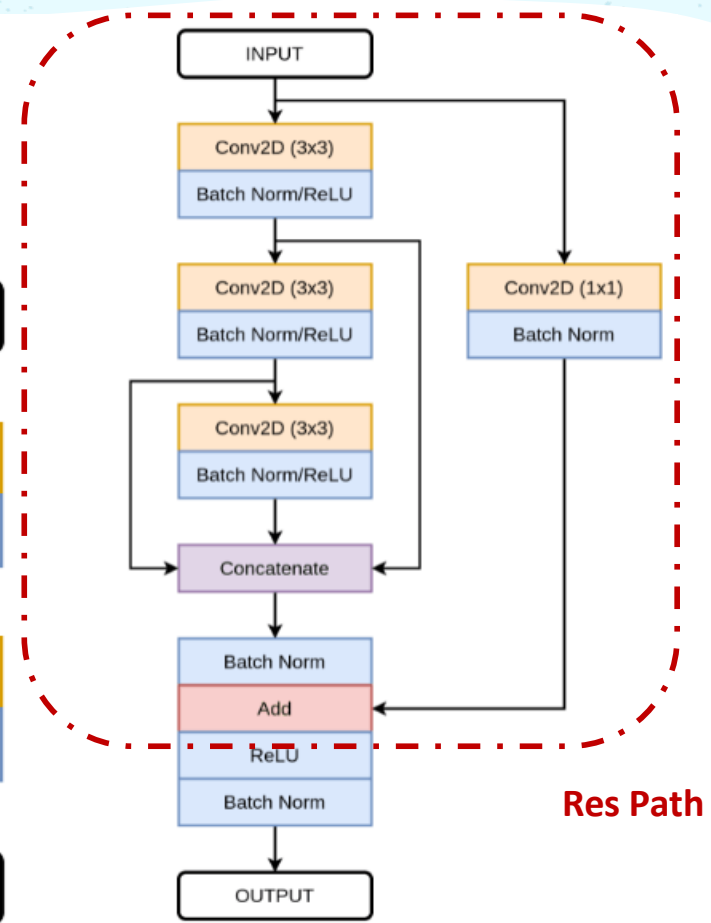 INPUT
Conv2D (3x3)
Batch Norm/ReLU
Conv2D (3x3)
Batch Norm/ReLU
Conv2D (1x1)
Batch Norm
Conv2D (3x3)
Batch Norm/ReLU
Concatenate
Batch Norm
Add
ReLU
Batch Norm
Res Path
OUTPUT